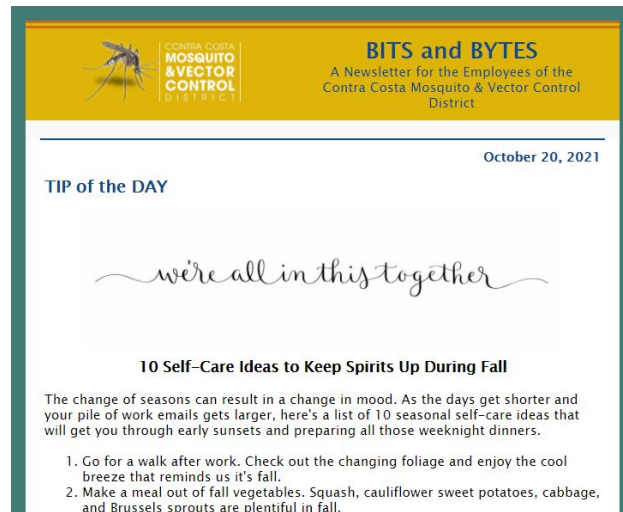 CONTRA COSTA
MOSQUITO
&VECTOR
CONTROL
DISTRICT
BITS and BYTES
A Newsletter for the Employees of the
Contra Costa Mosquito & Vector Control
District
October 20, 2021
TIP of the DAY
we're all in this together
10 Self-Care Ideas to Keep Spirits Up During Fall
The change of seasons can result in a change in mood. As the days get shorter and
your pile of work emails gets larger, here's a list of 10 seasonal self-care ideas that
will get you through early sunsets and preparing all those weeknight dinners.
1. Go for a walk after work. Check out the changing foliage and enjoy the cool
breeze that reminds us it's fall.
2. Make a meal out of fall vegetables. Squash, cauliflower sweet potatoes, cabbage,
and Brussels sprouts are plentiful in fall.